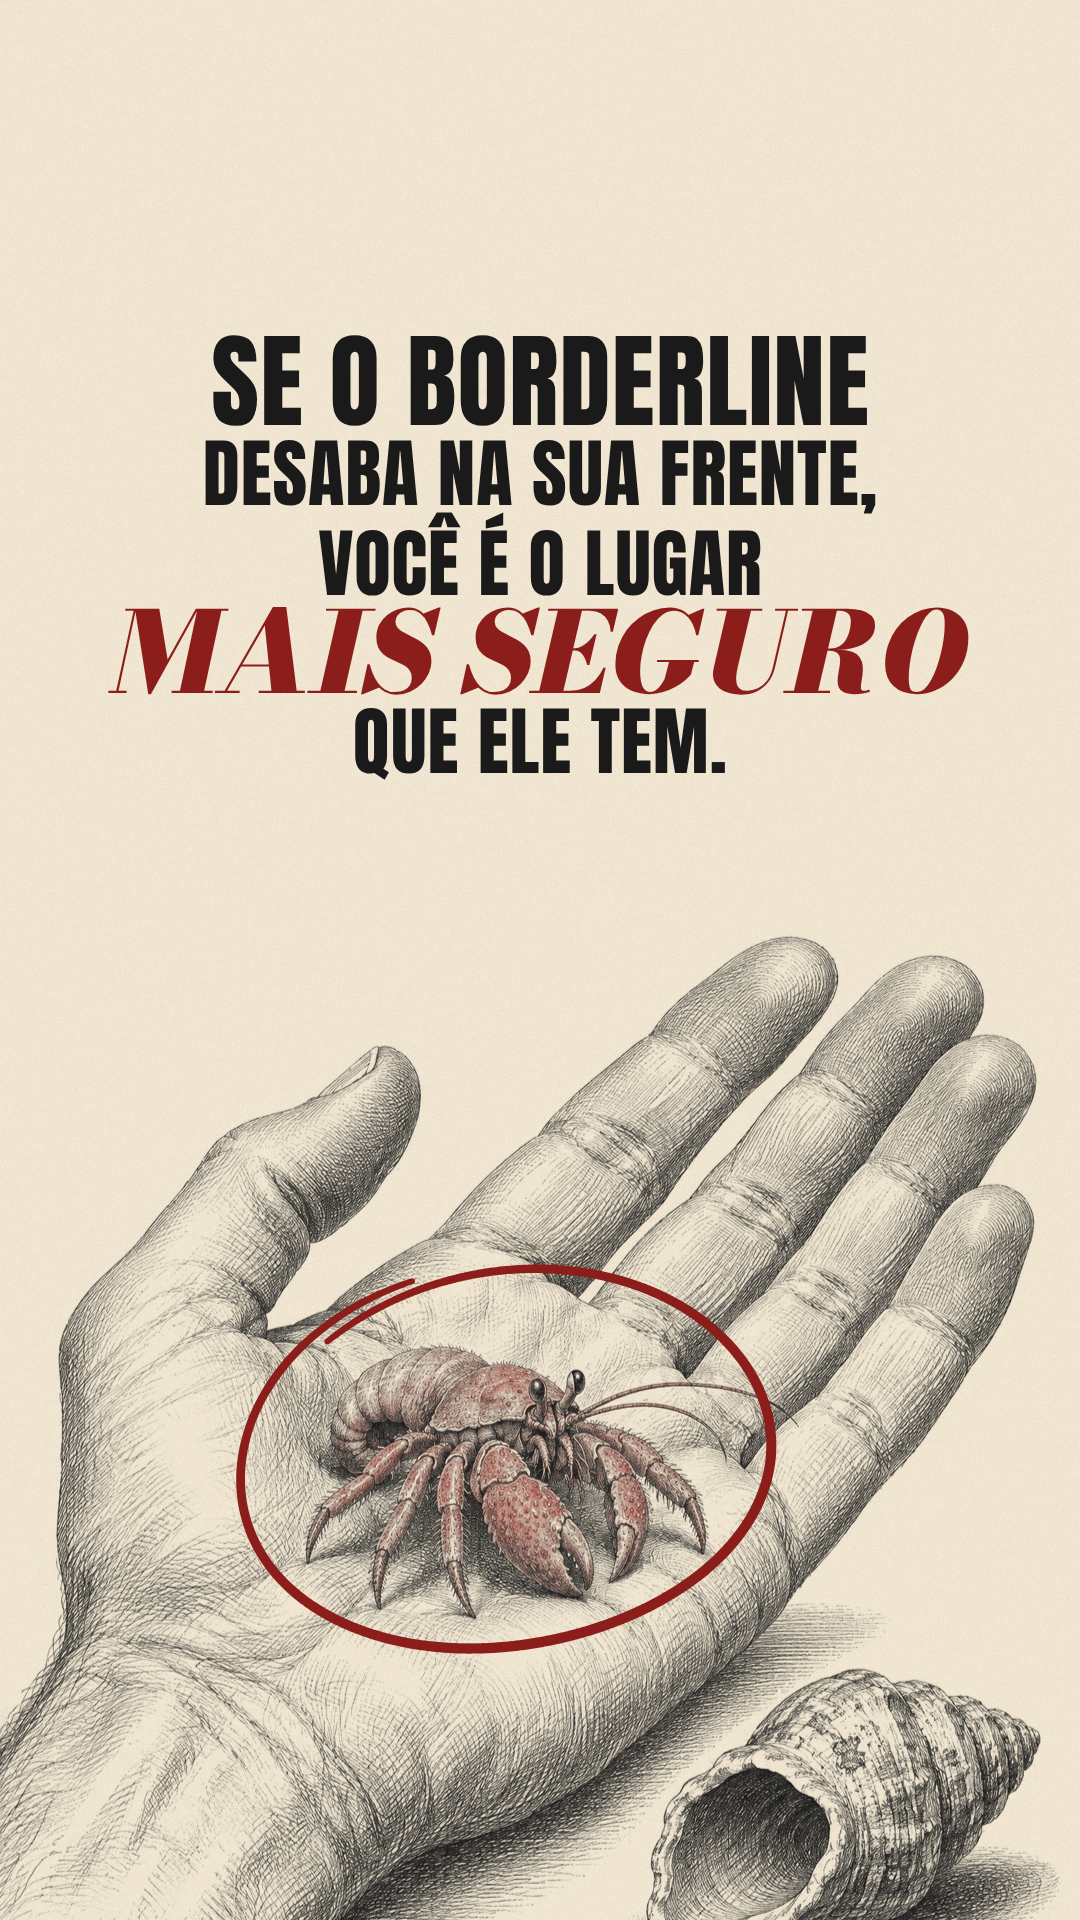 SE O BORDERLINE
DESABA NA SUA FRENTE,
VOCÊ É O LUGAR
MAIS SEGURO
QUE ELE TEM.